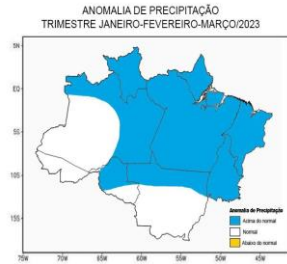 ANOMALIA DE PRECIPITAÇÃO
TRIMESTRE JANEIRO-FEVEREIRO-MARÇO/2023
5N
EQ
5S
10S
15S
Anomalia de Precipitação
Acima do normal
Normal
Abaixo do normal
75W 70W 65W 60W 55W 50W 45W